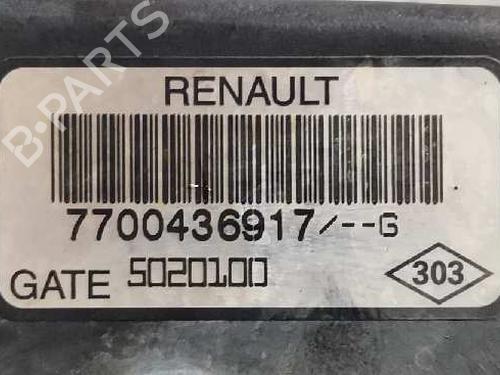 B-PARTS
RENAULT
7700436917/--G
GATE 5020100
303